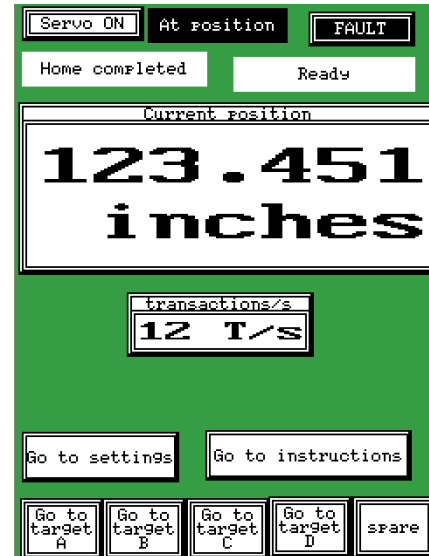 Servo ON At position FAULT
Home completed Ready
Current position
123.451
inches
transactions/s
12 T/s
Go to settings Go to instructions
Go to target A
Go to target B
Go to target C
Go to target D
spare